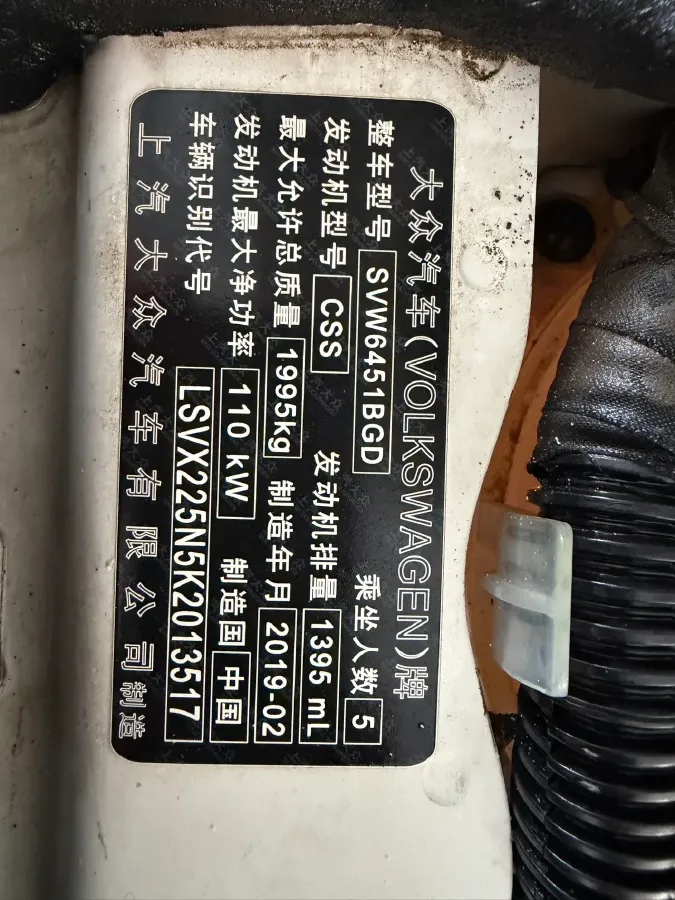 大众汽车(VOLKSWAGEN)牌
整车型号 SVW6451BGD 乘坐人数 5
发动机型号 CSS 发动机排量 1395 mL
最大允许总质量 1995kg 制造年月 2019-02
发动机最大净功率 110 kW 制造国 中国
车辆识别代号 LSVX225N5K2013517
上汽大众汽车有限公司制造